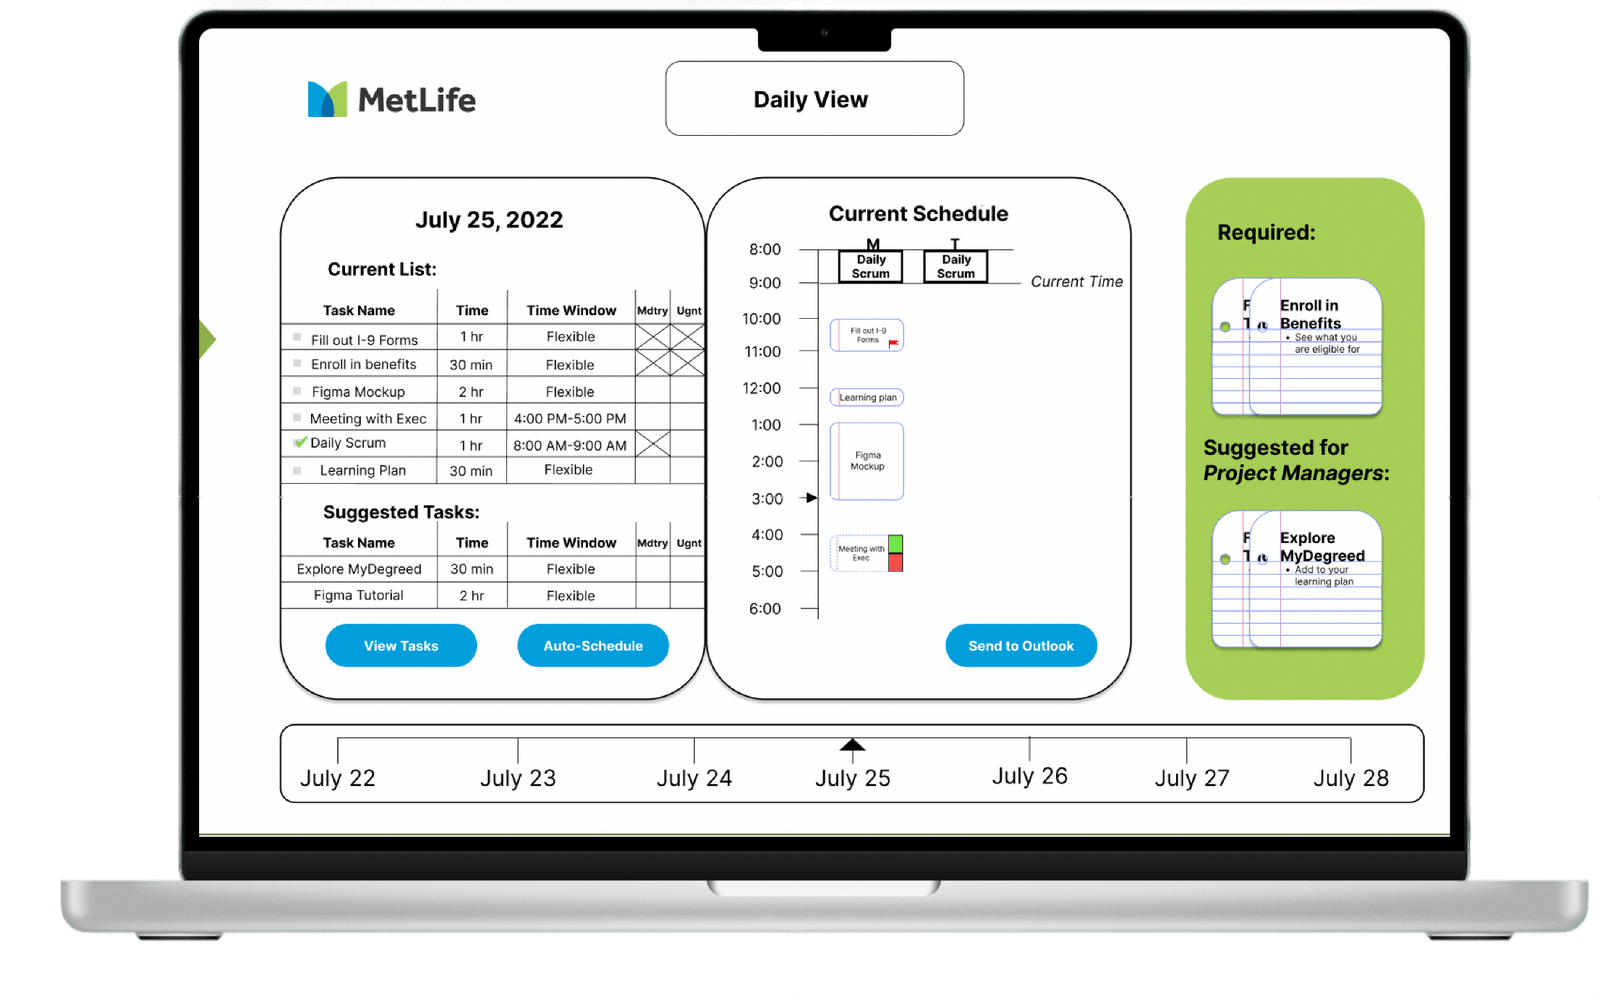 MetLife
Daily View
July 25, 2022
Current List:
Task Name Time Time Window Mdtry Ugnt
Fill out I-9 Forms 1 hr Flexible
Enroll in benefits 30 min Flexible
Figma Mockup 2 hr Flexible
Meeting with Exec 1 hr 4:00 PM-5:00 PM
Daily Scrum 1 hr 8:00 AM-9:00 AM
Learning Plan 30 min Flexible
Suggested Tasks:
Task Name Time Time Window Mdtry Ugnt
Explore MyDegreed 30 min Flexible
Figma Tutorial 2 hr Flexible
View Tasks
Auto-Schedule
Current Schedule
M T
8:00
Daily
Scrum
Daily
Scrum
9:00
Current Time
10:00
Fill out I-9
Forms
11:00
12:00
Learning plan
1:00
Figma
Mockup
2:00
3:00
4:00
Meeting with
Exec
5:00
6:00
Send to Outlook
Required:
F
T
Enroll in
Benefits
• See what you
are eligible for
Suggested for
Project Managers:
F
T
Explore
MyDegreed
• Add to your
learning plan
July 22
July 23
July 24
July 25
July 26
July 27
July 28